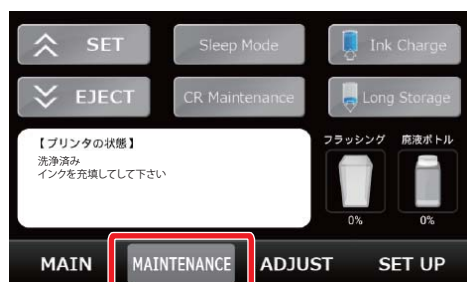 SET
Sleep Mode
Ink Charge
EJECT
CR Maintenance
Long Storage
【プリンタの状態】
洗浄済み
インクを充填してして下さい
フラッシング
廃液ボトル
0%
0%
MAIN
MAINTENANCE
ADJUST
SET UP